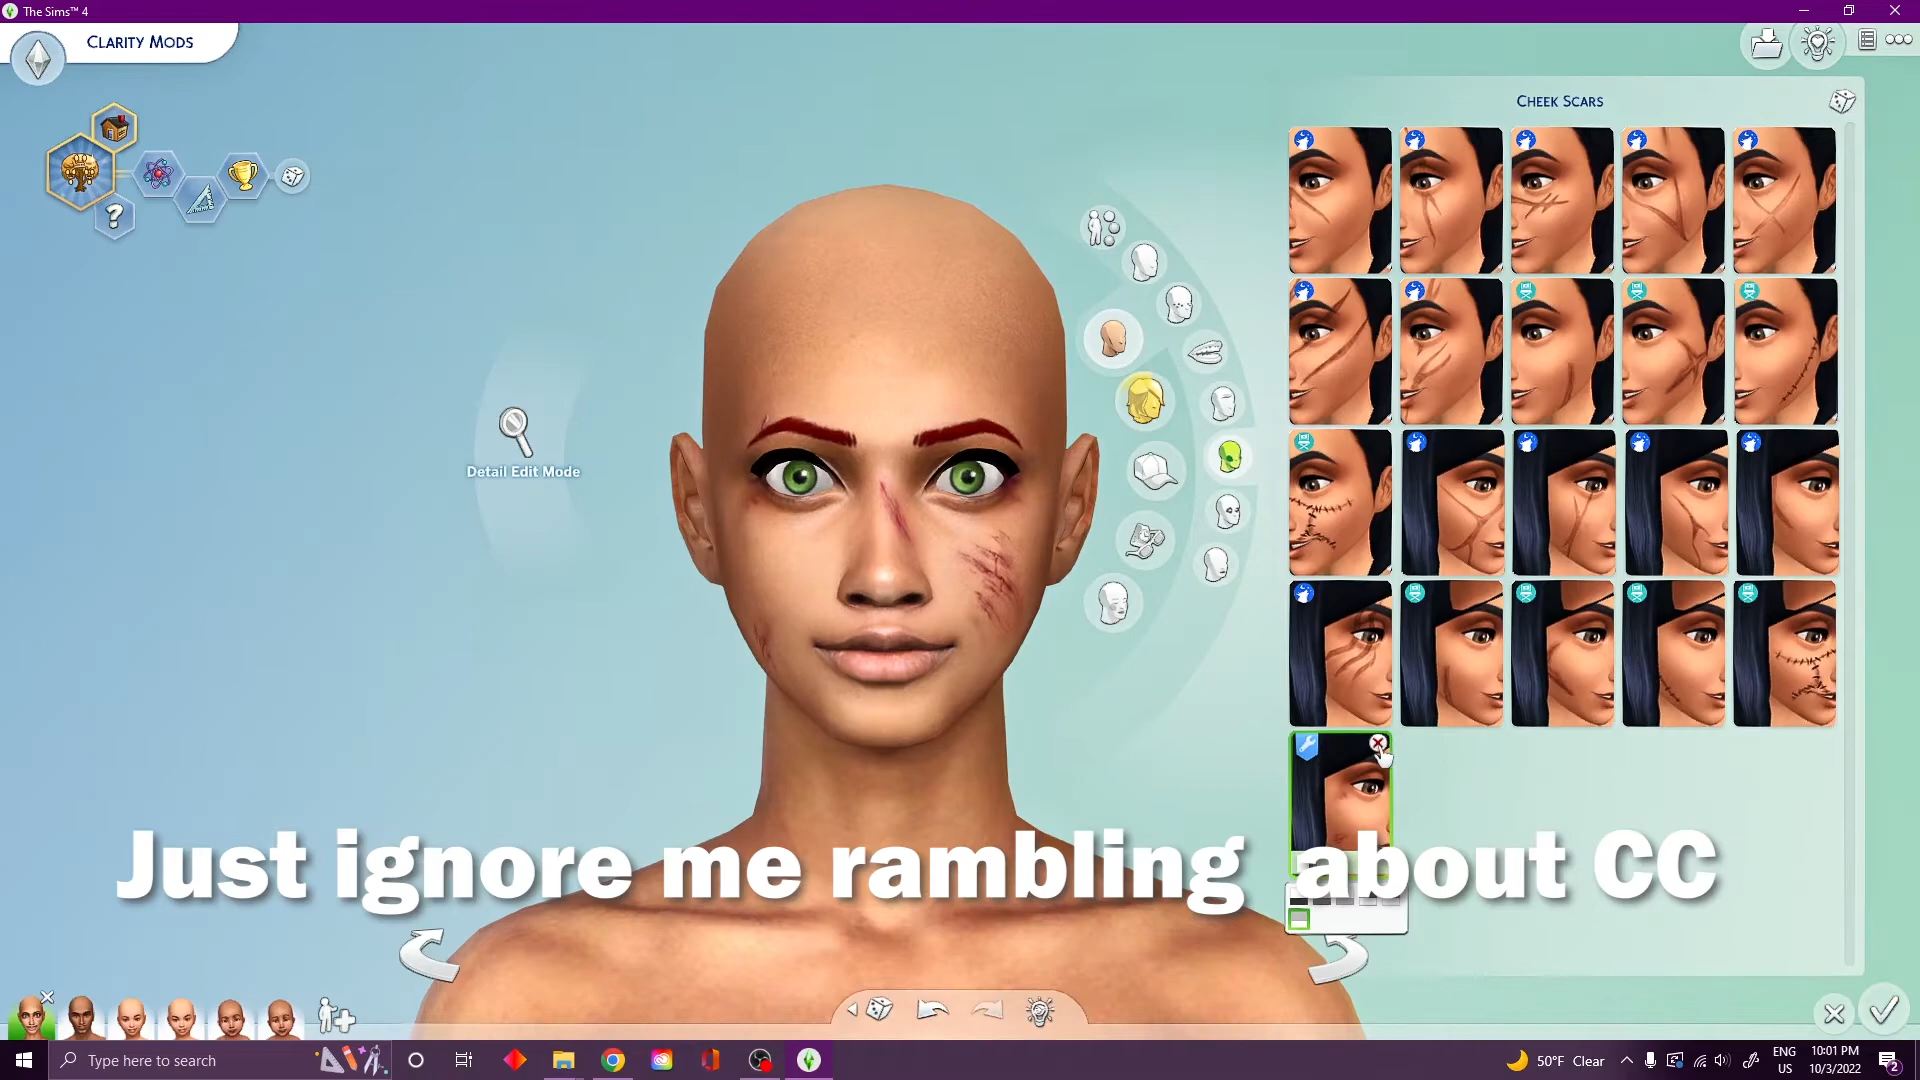 The Sims™ 4
Clarity Mods
Cheek Scars
?
Detail Edit Mode
Just ignore me rambling about CC
Type here to search
50°F Clear
ENG
US
10:01 PM
10/3/2022
2